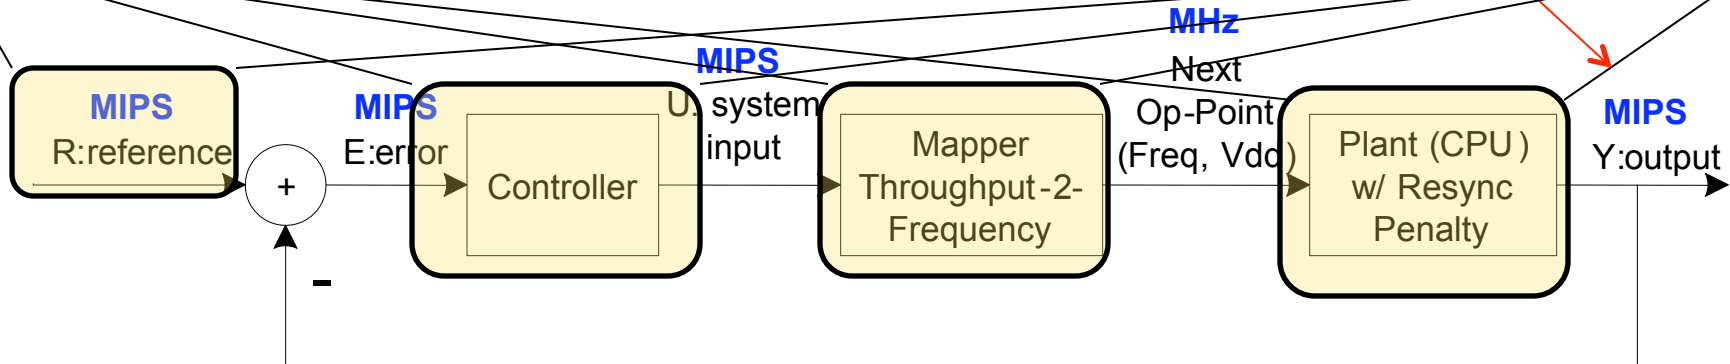 MIPS
R:reference
+
-
MIPS
E:error
Controller
MIPS
U: system
input
Mapper
Throughput-2-
Frequency
MHz
Next
Op-Point
(Freq, Vdd)
Plant (CPU)
w/ Resync
Penalty
MIPS
Y:output